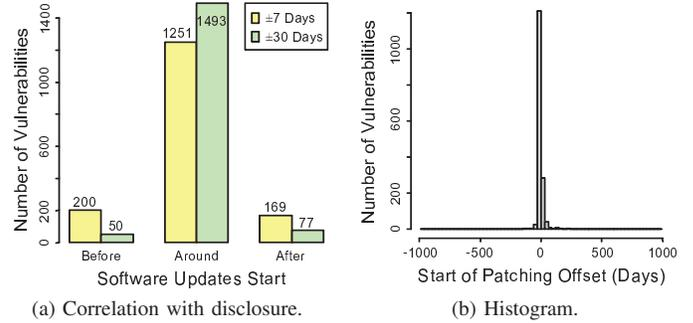 Number of Vulnerabilities
0 200 600 1000 1400
200
50
1251
1493
169
77
±7 Days
±30 Days
Before Around After
Software Updates Start
(a) Correlation with disclosure.
Number of Vulnerabilities
0 200 600 1000
-1000 -500 0 500 1000
Start of Patching Offset (Days)
(b) Histogram.